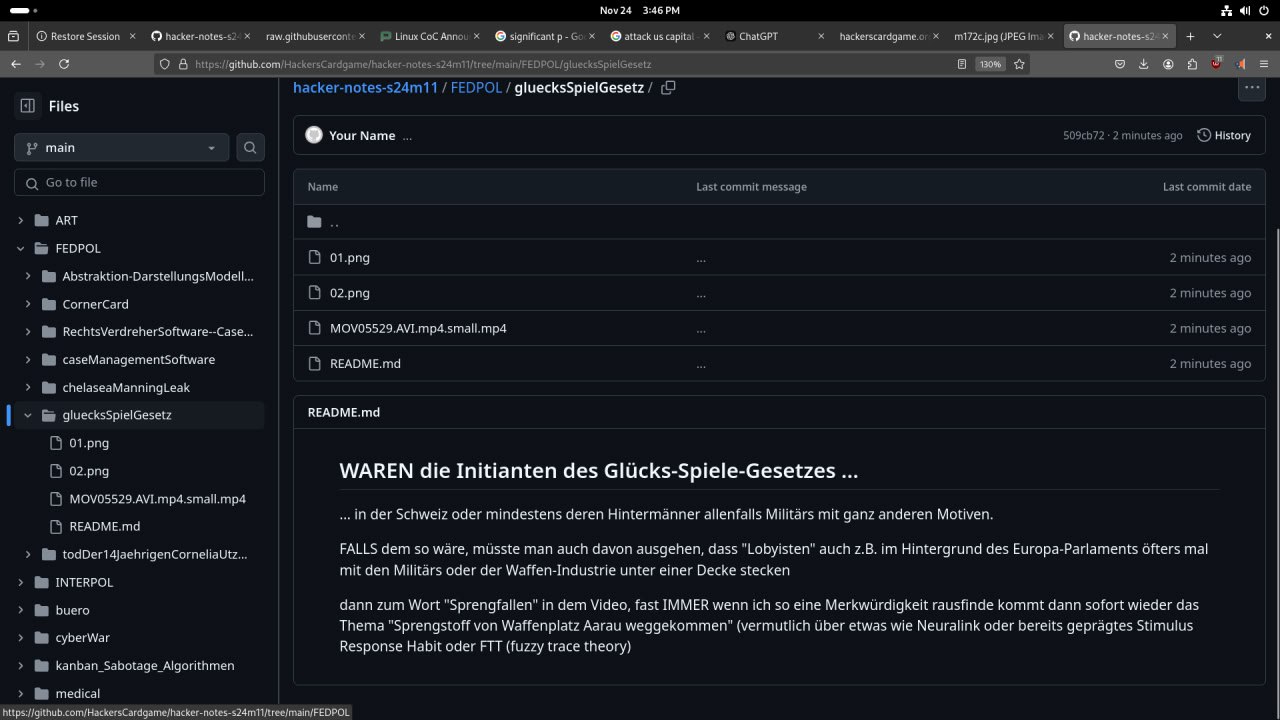 Nov 24 3:46 PM
Restore Session
hacker-notes-s24
raw.githubuserconte
Linux CoC Annou
significant p - Goo
attack us capital -
ChatGPT
hackerscardgame.or
m172c.jpg (JPEG Ima
hacker-notes-s24
https://github.com/HackersCardgame/hacker-notes-s24m11/tree/main/FEDPOL/gluecksSpielGesetz
130%
11
Files
main
Go to file
ART
FEDPOL
Abstraktion-DarstellungsModell...
CornerCard
RechtsVerdreherSoftware--Case...
caseManagementSoftware
chelaseaManningLeak
gluecksSpielGesetz
01.png
02.png
MOV05529.AVI.mp4.small.mp4
README.md
todDer14JaehrigenCorneliaUtz...
INTERPOL
buero
cyberWar
kanban_Sabotage_Algorithmen
medical
hacker-notes-s24m11 / FEDPOL / gluecksSpielGesetz /
Your Name ...
509cb72 · 2 minutes ago
History
Name Last commit message Last commit date
..
01.png ... 2 minutes ago
02.png ... 2 minutes ago
MOV05529.AVI.mp4.small.mp4 ... 2 minutes ago
README.md ... 2 minutes ago
README.md
WAREN die Initianten des Glücks-Spiele-Gesetzes ...
... in der Schweiz oder mindestens deren Hintermänner allenfalls Militärs mit ganz anderen Motiven.
FALLS dem so wäre, müsste man auch davon ausgehen, dass "Lobyisten" auch z.B. im Hintergrund des Europa-Parlaments öfters mal
mit den Militärs oder der Waffen-Industrie unter einer Decke stecken
dann zum Wort "Sprengfallen" in dem Video, fast IMMER wenn ich so eine Merkwürdigkeit rausfinde kommt dann sofort wieder das
Thema "Sprengstoff von Waffenplatz Aarau weggekommen" (vermutlich über etwas wie Neuralink oder bereits geprägtes Stimulus
Response Habit oder FTT (fuzzy trace theory)
https://github.com/HackersCardgame/hacker-notes-s24m11/tree/main/FEDPOL